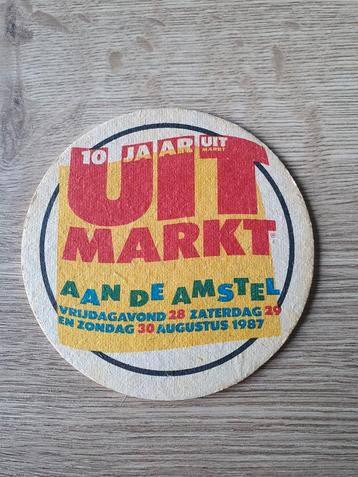 10 JAAR UIT MARKT
UIT
MARKT
AAN DE AMSTEL
VRIJDAGAVOND 28 ZATERDAG 29
EN ZONDAG 30 AUGUSTUS 1987